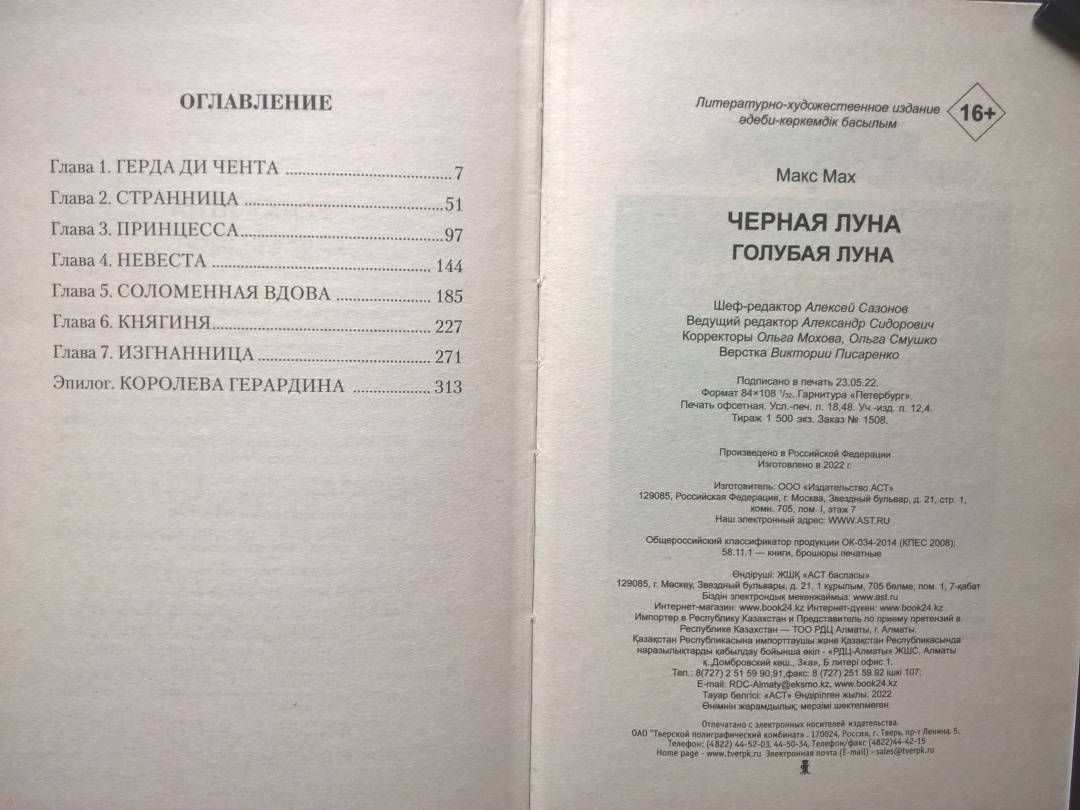 ОГЛАВЛЕНИЕ
Глава 1. ГЕРДА ДИ ЧЕНТА ........................................ 7
Глава 2. СТРАННИЦА ........................................ 51
Глава 3. ПРИНЦЕССА ........................................ 97
Глава 4. НЕВЕСТА ........................................ 144
Глава 5. СОЛОМЕННАЯ ВДОВА ................... 185
Глава 6. КНЯГИНЯ ........................................ 227
Глава 7. ИЗГНАННИЦА ................................ 271
Эпилог. КОРОЛЕВА ГЕРАРДИНА ................ 313
Литературно-художественное издание
әдеби-көркемдік басылым
16+
Макс Мах
ЧЕРНАЯ ЛУНА
ГОЛУБАЯ ЛУНА
Шеф-редактор Алексей Сазонов
Ведущий редактор Александр Сидорович
Корректоры Ольга Мохова, Ольга Смушко
Верстка Виктории Писаренко
Подписано в печать 23.05.22.
Формат 84×108 1/32. Гарнитура «Петербург».
Печать офсетная. Усл.-печ. л. 18,48. Уч.-изд. л. 12,4.
Тираж 1 500 экз. Заказ № 1508.
Произведено в Российской Федерации
Изготовлено в 2022 г.
Изготовитель: ООО «Издательство АСТ»
129085, Российская Федерация, г. Москва, Звездный бульвар, д. 21, стр. 1,
комн. 705, пом. I, этаж 7
Наш электронный адрес: WWW.AST.RU
Общероссийский классификатор продукции ОК-034-2014 (КПЕС 2008);
58.11.1 — книги, брошюры печатные
Өндіруші: ЖШҚ «АСТ баспасы»
129085, г. Мәскеу, Звездный бульвары, д. 21, 1 құрылым, 705 бөлме, пом. 1, 7-қабат
Біздің электрондық мекенжаймыз: www.ast.ru
Интернет-магазин: www.book24.kz Интернет-дүкен: www.book24.kz
Импортер в Республику Казахстан и Представитель по приему претензий в
Республике Казахстан — ТОО РДЦ Алматы, г. Алматы.
Қазақстан Республикасына импорттаушы және Қазақстан Республикасында
наразылықтарды қабылдау бойынша өкіл - «РДЦ-Алматы» ЖШС, Алматы
қ.,Домбровский көш., 3«а», Б литері офис 1.
Тел.: 8(727) 2 51 59 90,91,факс: 8 (727) 251 59 92 ішкі 107;
E-mail: RDC-Almaty@eksmo.kz, www.book24.kz
Тауар белгісі: «АСТ» Өндірілген жылы: 2022
Өнімнің жарамдылық мерзімі шектелмеген.
Отпечатано с электронных носителей издательства.
ОАО "Тверской полиграфический комбинат". 170024, Россия, г. Тверь, пр-т Ленина, 5.
Телефон: (4822) 44-52-03, 44-50-34, Телефон/факс (4822)44-42-15
Home page - www.tverpk.ru Электронная почта (E-mail) - sales@tverpk.ru